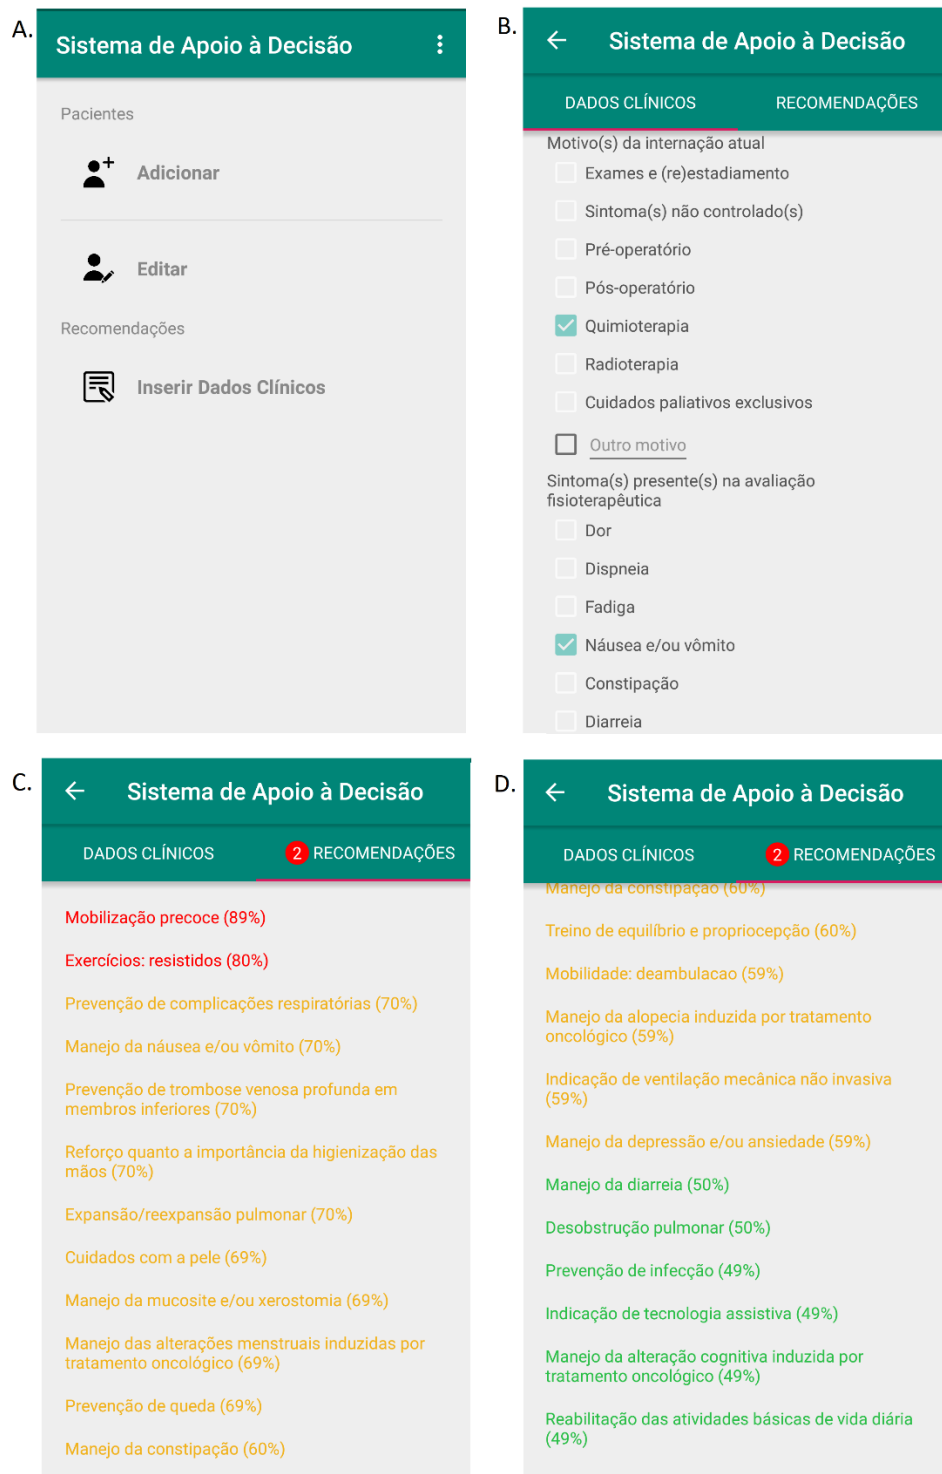 A.
Sistema de Apoio à Decisão
Pacientes
Adicionar
Editar
Recomendações
Inserir Dados Clínicos
B.
Sistema de Apoio à Decisão
DADOS CLÍNICOS
RECOMENDAÇÕES
Motivo(s) da internação atual
Exames e (re)estadiamento
Sintoma(s) não controlado(s)
Pré-operatório
Pós-operatório
Quimioterapia
Radioterapia
Cuidados paliativos exclusivos
Outro motivo
Sintoma(s) presente(s) na avaliação
fisioterapêutica
Dor
Dispneia
Fadiga
Náusea e/ou vômito
Constipação
Diarreia
C.
Sistema de Apoio à Decisão
DADOS CLÍNICOS
2 RECOMENDAÇÕES
Mobilização precoce (89%)
Exercícios: resistidos (80%)
Prevenção de complicações respiratórias (70%)
Manejo da náusea e/ou vômito (70%)
Prevenção de trombose venosa profunda em
membros inferiores (70%)
Reforço quanto a importância da higienização das
mãos (70%)
Expansão/reexpansão pulmonar (70%)
Cuidados com a pele (69%)
Manejo da mucosite e/ou xerostomia (69%)
Manejo das alterações menstruais induzidas por
tratamento oncológico (69%)
Prevenção de queda (69%)
Manejo da constipação (60%)
D.
Sistema de Apoio à Decisão
DADOS CLÍNICOS
2 RECOMENDAÇÕES
Manejo da constipação (60%)
Treino de equilíbrio e propriocepção (60%)
Mobilidade: deambulacao (59%)
Manejo da alopecia induzida por tratamento
oncológico (59%)
Indicação de ventilação mecânica não invasiva
(59%)
Manejo da depressão e/ou ansiedade (59%)
Manejo da diarreia (50%)
Desobstrução pulmonar (50%)
Prevenção de infecção (49%)
Indicação de tecnologia assistiva (49%)
Manejo da alteração cognitiva induzida por
tratamento oncológico (49%)
Reabilitação das atividades básicas de vida diária
(49%)